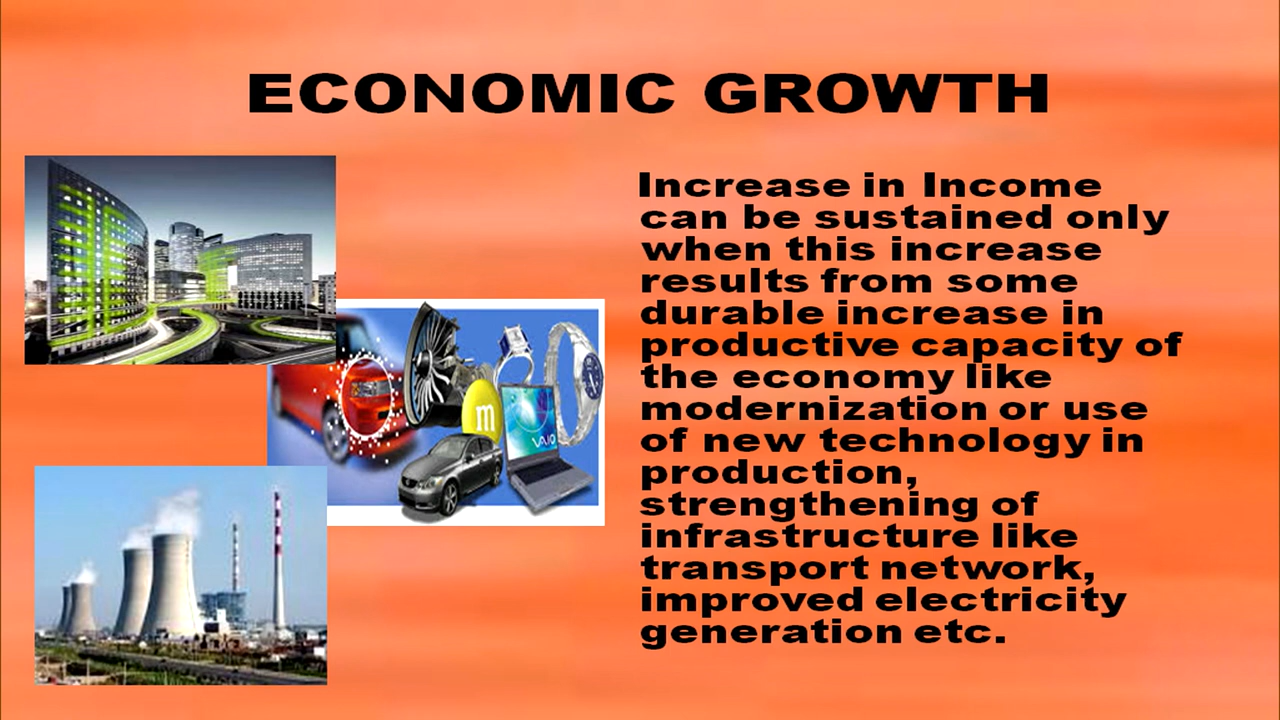 ECONOMIC GROWTH
Increase in Income
can be sustained only
when this increase
results from some
durable increase in
productive capacity of
the economy like
modernization or use
of new technology in
production,
strengthening of
infrastructure like
transport network,
improved electricity
generation etc.
m
VAIO